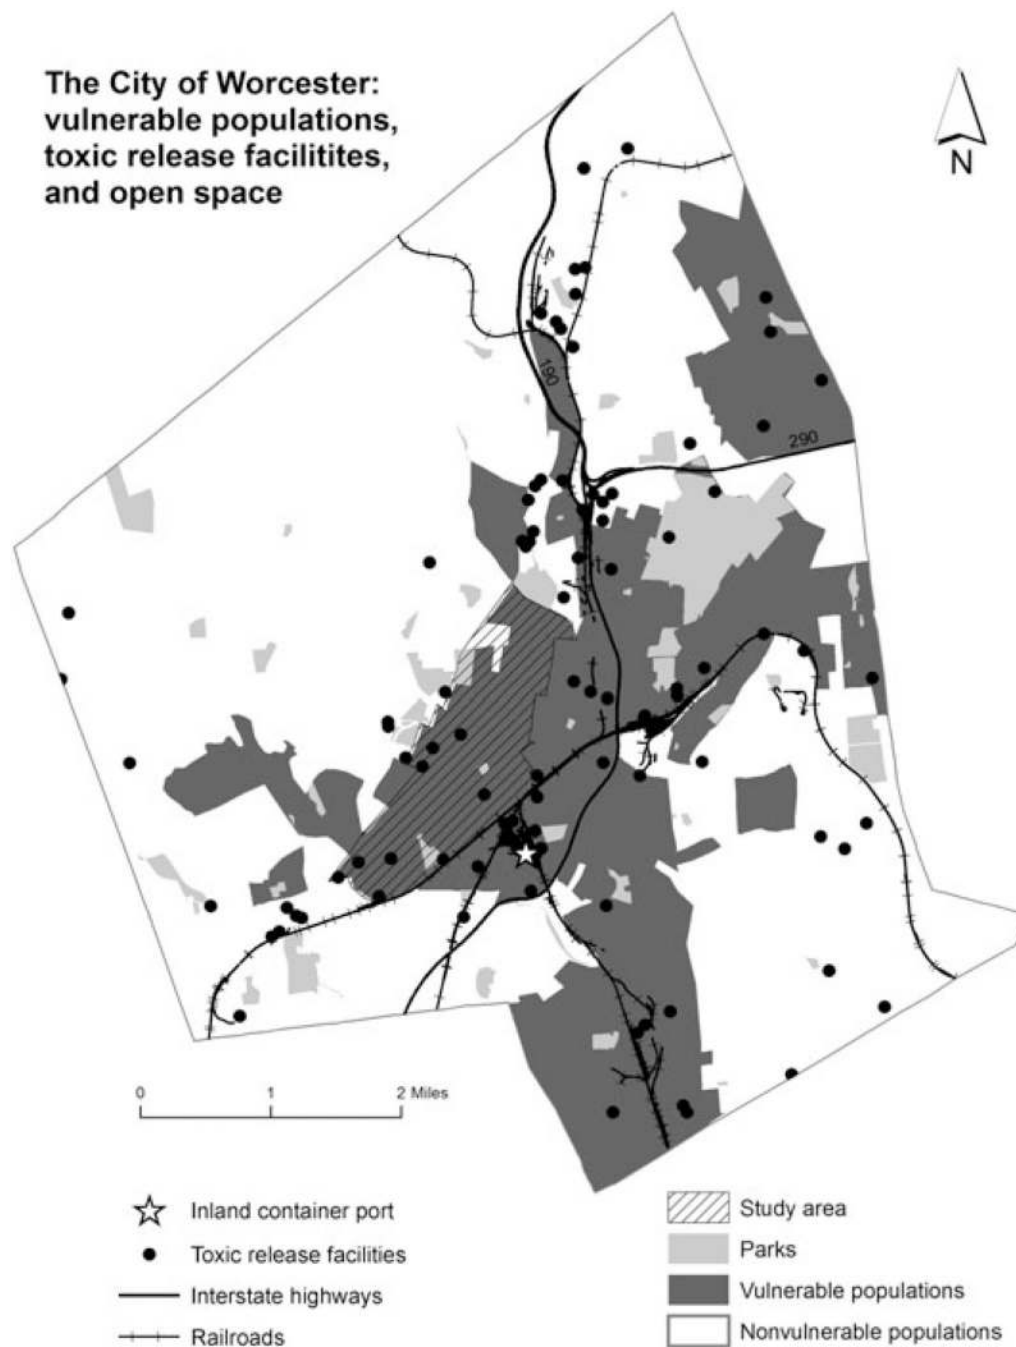 The City of Worcester:
vulnerable populations,
toxic release facilitites,
and open space
N
190
290
0 1 2 Miles
Inland container port
Toxic release facilities
Interstate highways
Railroads
Study area
Parks
Vulnerable populations
Nonvulnerable populations